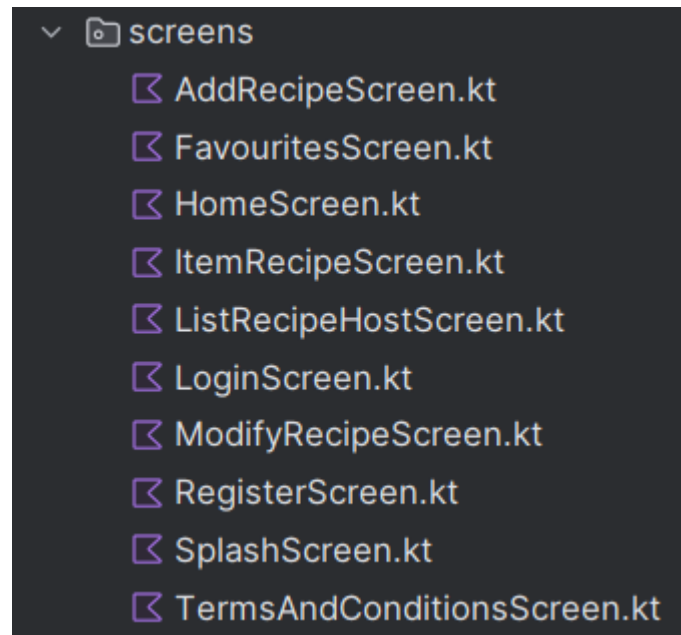 screens
AddRecipeScreen.kt
FavouritesScreen.kt
HomeScreen.kt
ItemRecipeScreen.kt
ListRecipeHostScreen.kt
LoginScreen.kt
ModifyRecipeScreen.kt
RegisterScreen.kt
SplashScreen.kt
TermsAndConditionsScreen.kt